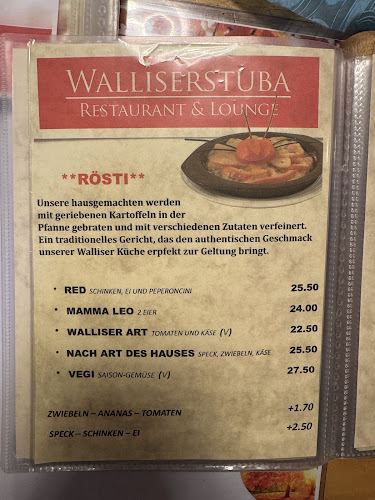 WALLISERSTUBA
RESTAURANT & LOUNGE
**RÖSTI**
Unsere hausgemachten werden
mit geriebenen Kartoffeln in der
Pfanne gebraten und mit verschiedenen Zutaten verfeinert.
Ein traditionelles Gericht, das den authentischen Geschmack
unserer Walliser Küche erpfekt zur Geltung bringt.
• RED SCHINKEN, EI UND PEPERONCINI 25.50
• MAMMA LEO 2 EIER 24.00
• WALLISER ART TOMATEN UND KÄSE (V) 22.50
• NACH ART DES HAUSES SPECK, ZWIEBELN, KÄSE 25.50
• VEGI SAISON-GEMÜSE (V) 27.50
ZWIEBELN – ANANAS – TOMATEN +1.70
SPECK – SCHINKEN – EI +2.50